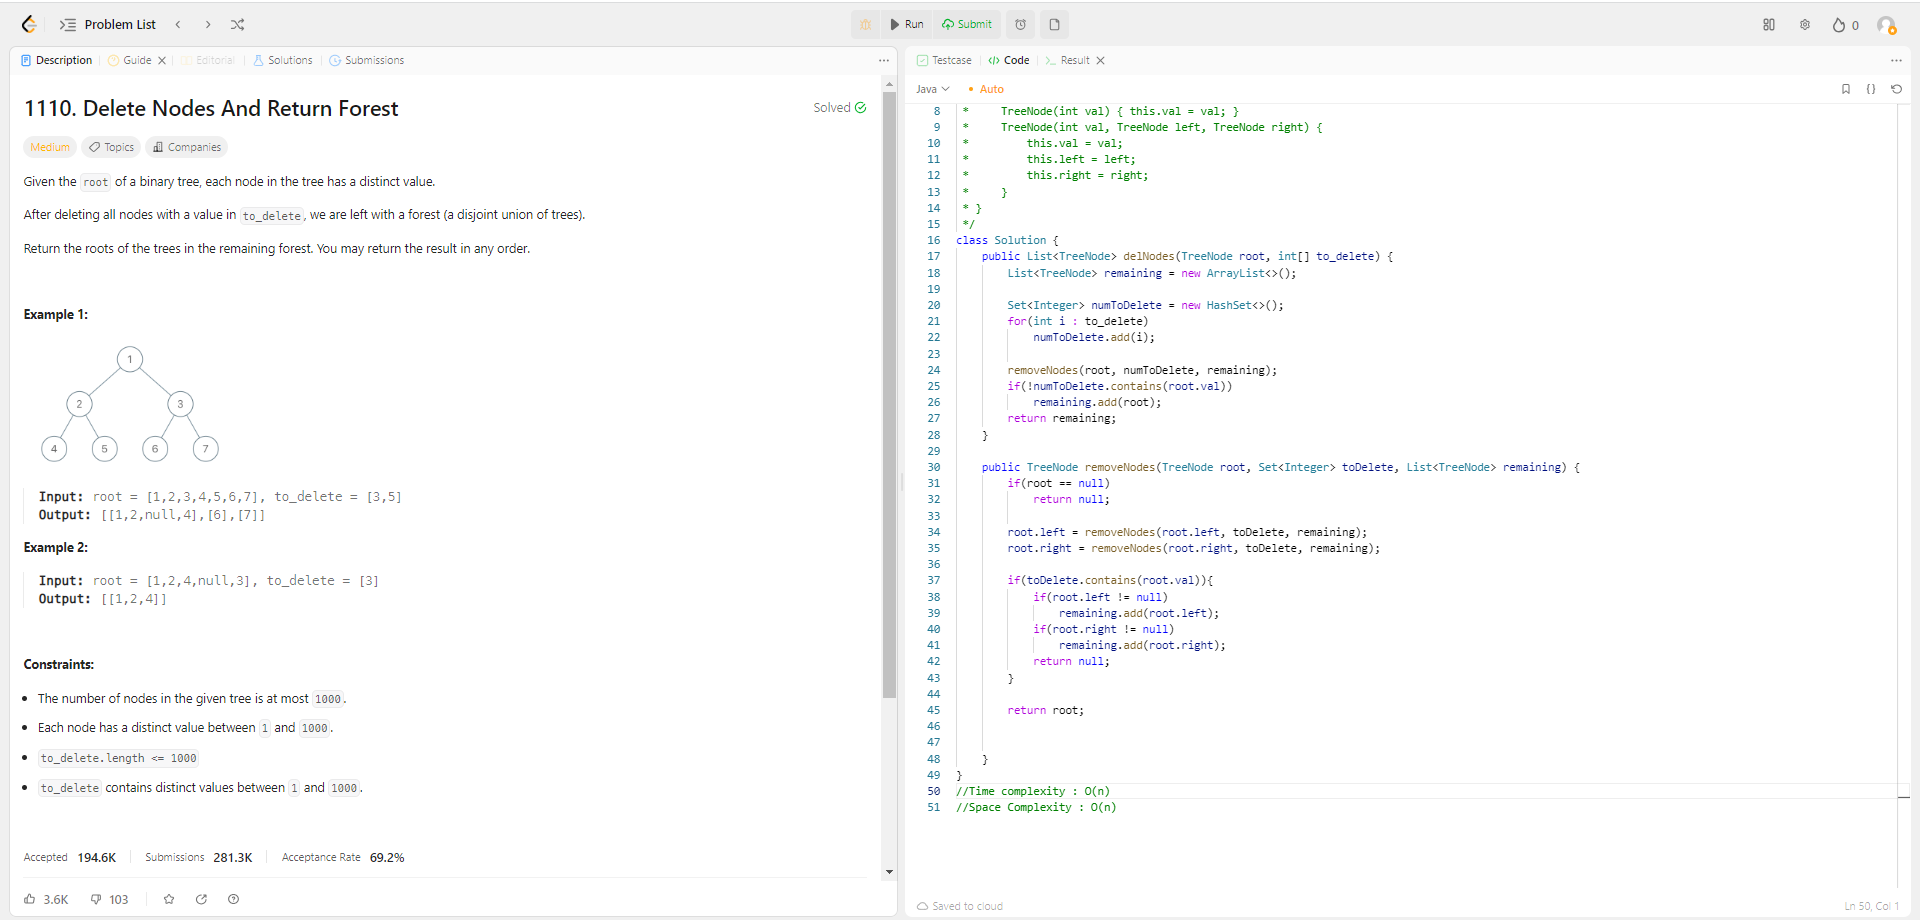 Problem List
Run
Submit
0
Description
Guide
Editorial
Solutions
Submissions
1110. Delete Nodes And Return Forest
Solved
Medium
Topics
Companies
Given the root of a binary tree, each node in the tree has a distinct value.
After deleting all nodes with a value in to_delete, we are left with a forest (a disjoint union of trees).
Return the roots of the trees in the remaining forest. You may return the result in any order.
Example 1:
1
2 3
4 5 6 7
Input: root = [1,2,3,4,5,6,7], to_delete = [3,5]
Output: [[1,2,null,4],[6],[7]]
Example 2:
Input: root = [1,2,4,null,3], to_delete = [3]
Output: [[1,2,4]]
Constraints:
• The number of nodes in the given tree is at most 1000.
• Each node has a distinct value between 1 and 1000.
• to_delete.length <= 1000
• to_delete contains distinct values between 1 and 1000.
Accepted 194.6K
Submissions 281.3K
Acceptance Rate 69.2%
3.6K
103
Testcase
</> Code
>_ Result
Java
• Auto
{}
8 * TreeNode(int val) { this.val = val; }
9 * TreeNode(int val, TreeNode left, TreeNode right) {
10 * this.val = val;
11 * this.left = left;
12 * this.right = right;
13 * }
14 * }
15 */
16 class Solution {
17 public List<TreeNode> delNodes(TreeNode root, int[] to_delete) {
18 List<TreeNode> remaining = new ArrayList<>();
19
20 Set<Integer> numToDelete = new HashSet<>();
21 for(int i : to_delete)
22 numToDelete.add(i);
23
24 removeNodes(root, numToDelete, remaining);
25 if(!numToDelete.contains(root.val))
26 remaining.add(root);
27 return remaining;
28 }
29
30 public TreeNode removeNodes(TreeNode root, Set<Integer> toDelete, List<TreeNode> remaining) {
31 if(root == null)
32 return null;
33
34 root.left = removeNodes(root.left, toDelete, remaining);
35 root.right = removeNodes(root.right, toDelete, remaining);
36
37 if(toDelete.contains(root.val)){
38 if(root.left != null)
39 remaining.add(root.left);
40 if(root.right != null)
41 remaining.add(root.right);
42 return null;
43 }
44
45 return root;
46
47
48 }
49 }
50 //Time complexity : O(n)
51 //Space Complexity : O(n)
Saved to cloud
Ln 50, Col 1